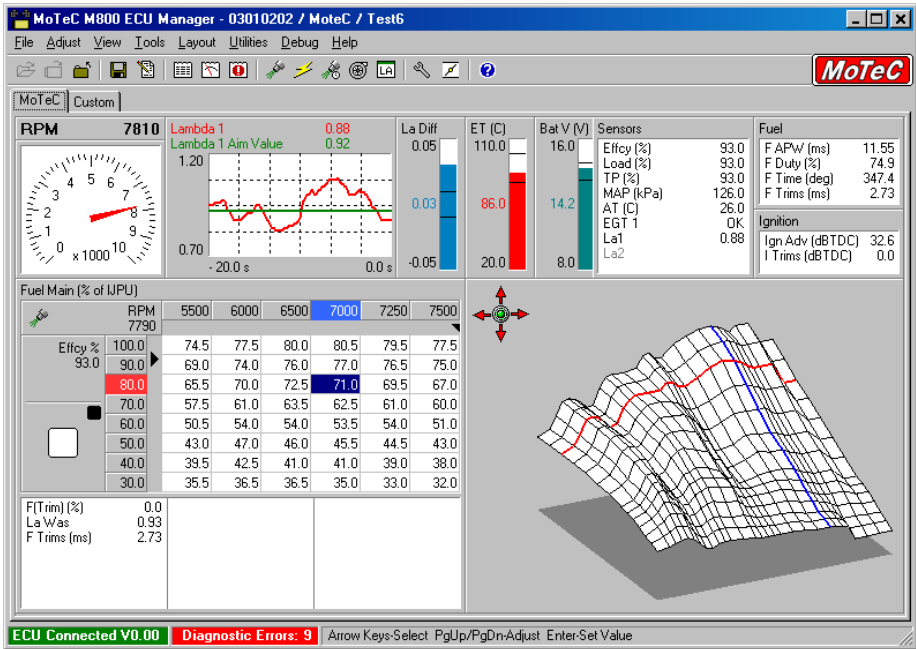 MoTeC M800 ECU Manager - 03010202 / MoteC / Test6
File Adjust View Tools Layout Utilities Debug Help
LA ?
MoTeC
MoTeC Custom
RPM 7810
0 1 2 3 4 5 6 7 8 9 10
x 1000
Lambda 1 0.88
Lambda 1 Aim Value 0.92
1.20
0.70
- 20.0 s 0.0 s
La Diff
0.05
0.03
-0.05
ET (C)
110.0
86.0
20.0
Bat V (V)
16.0
14.2
8.0
Sensors
Effcy (%) 93.0
Load (%) 93.0
TP (%) 93.0
MAP (kPa) 126.0
AT (C) 26.0
EGT 1 OK
La1 0.88
La2
Fuel
F APW (ms) 11.55
F Duty (%) 74.9
F Time (deg) 347.4
F Trims (ms) 2.73
Ignition
Ign Adv (dBTDC) 32.6
I Trims (dBTDC) 0.0
Fuel Main (% of IJPU)
RPM 5500 6000 6500 7000 7250 7500
7790
Effcy % 100.0 74.5 77.5 80.0 80.5 79.5 77.5
93.0 90.0 69.0 74.0 76.0 77.0 76.5 75.0
80.0 65.5 70.0 72.5 71.0 69.5 67.0
70.0 57.5 61.0 63.5 62.5 61.0 60.0
60.0 50.5 54.0 54.0 53.5 54.0 51.0
50.0 43.0 47.0 46.0 45.5 44.5 43.0
40.0 39.5 42.5 41.0 41.0 39.0 38.0
30.0 35.5 36.5 36.5 35.0 33.0 32.0
F(Trim) (%) 0.0
La Was 0.93
F Trims (ms) 2.73
ECU Connected V0.00 Diagnostic Errors: 9 Arrow Keys-Select PgUp/PgDn-Adjust Enter-Set Value